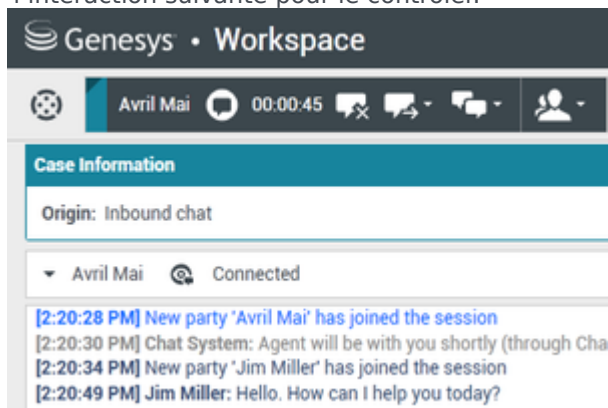 l'interaction suivante pour le contrôler.
Genesys • Workspace
Avril Mai 00:00:45
Case Information
Origin: Inbound chat
Avril Mai Connected
[2:20:28 PM] New party 'Avril Mai' has joined the session
[2:20:30 PM] Chat System: Agent will be with you shortly (through Cha
[2:20:34 PM] New party 'Jim Miller' has joined the session
[2:20:49 PM] Jim Miller: Hello. How can I help you today?